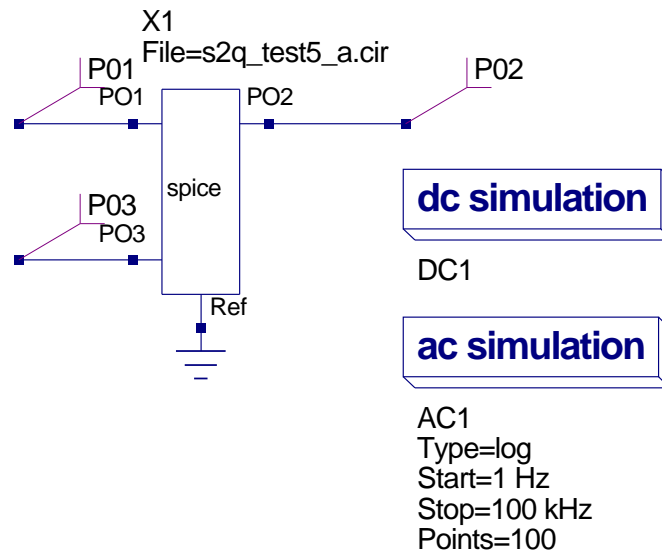 X1
File=s2q_test5_a.cir
P01
PO1
PO2
P02
spice
P03
PO3
Ref
dc simulation
DC1
ac simulation
AC1
Type=log
Start=1 Hz
Stop=100 kHz
Points=100